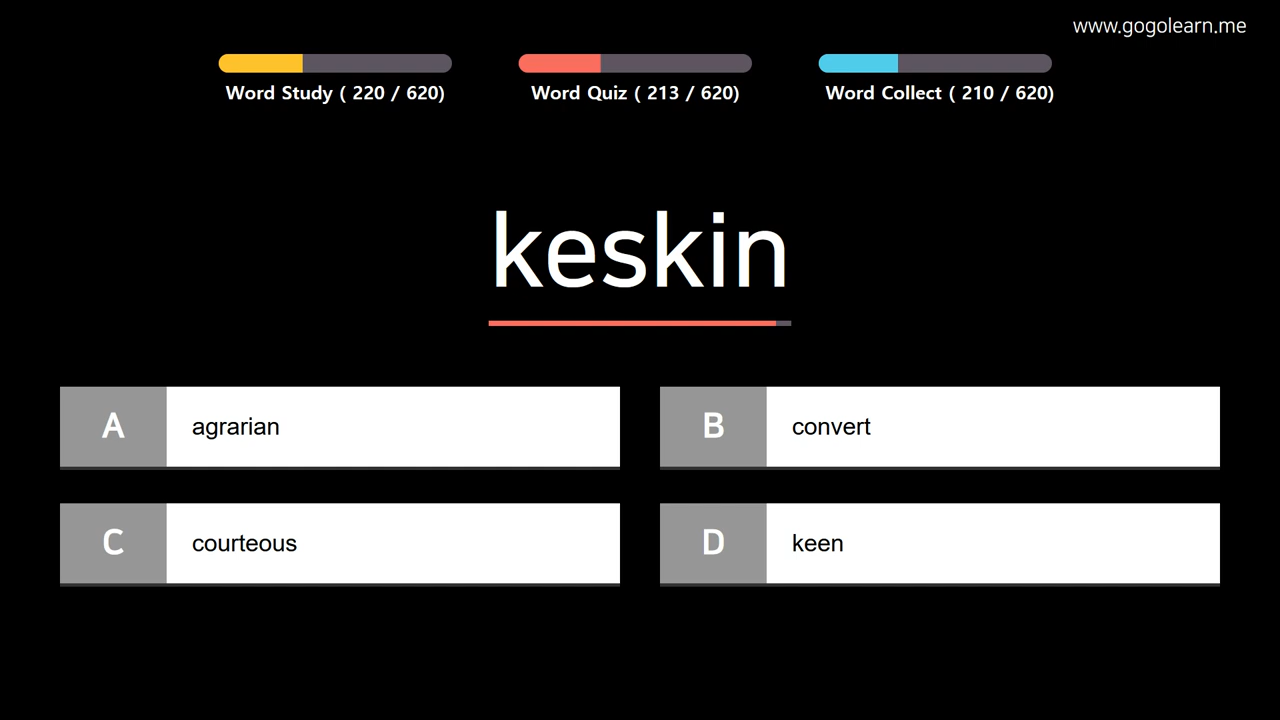 www.gogolearn.me
Word Study ( 220 / 620)
Word Quiz ( 213 / 620)
Word Collect ( 210 / 620)
keskin
A agrarian
B convert
C courteous
D keen